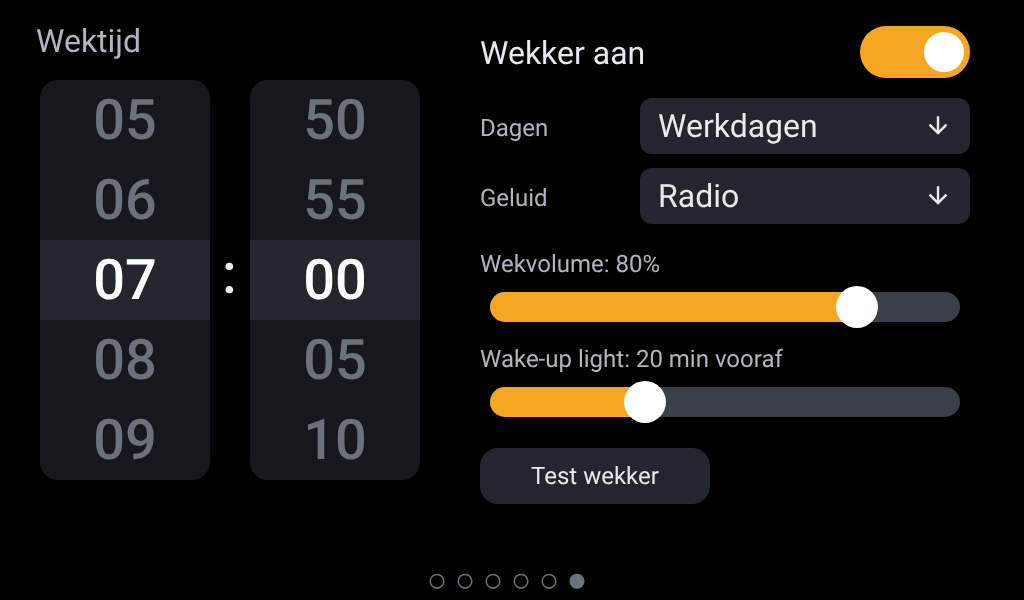 Wektijd
05
06
07
08
09
:
50
55
00
05
10
Wekker aan
Dagen
Werkdagen
Geluid
Radio
Wekvolume: 80%
Wake-up light: 20 min vooraf
Test wekker